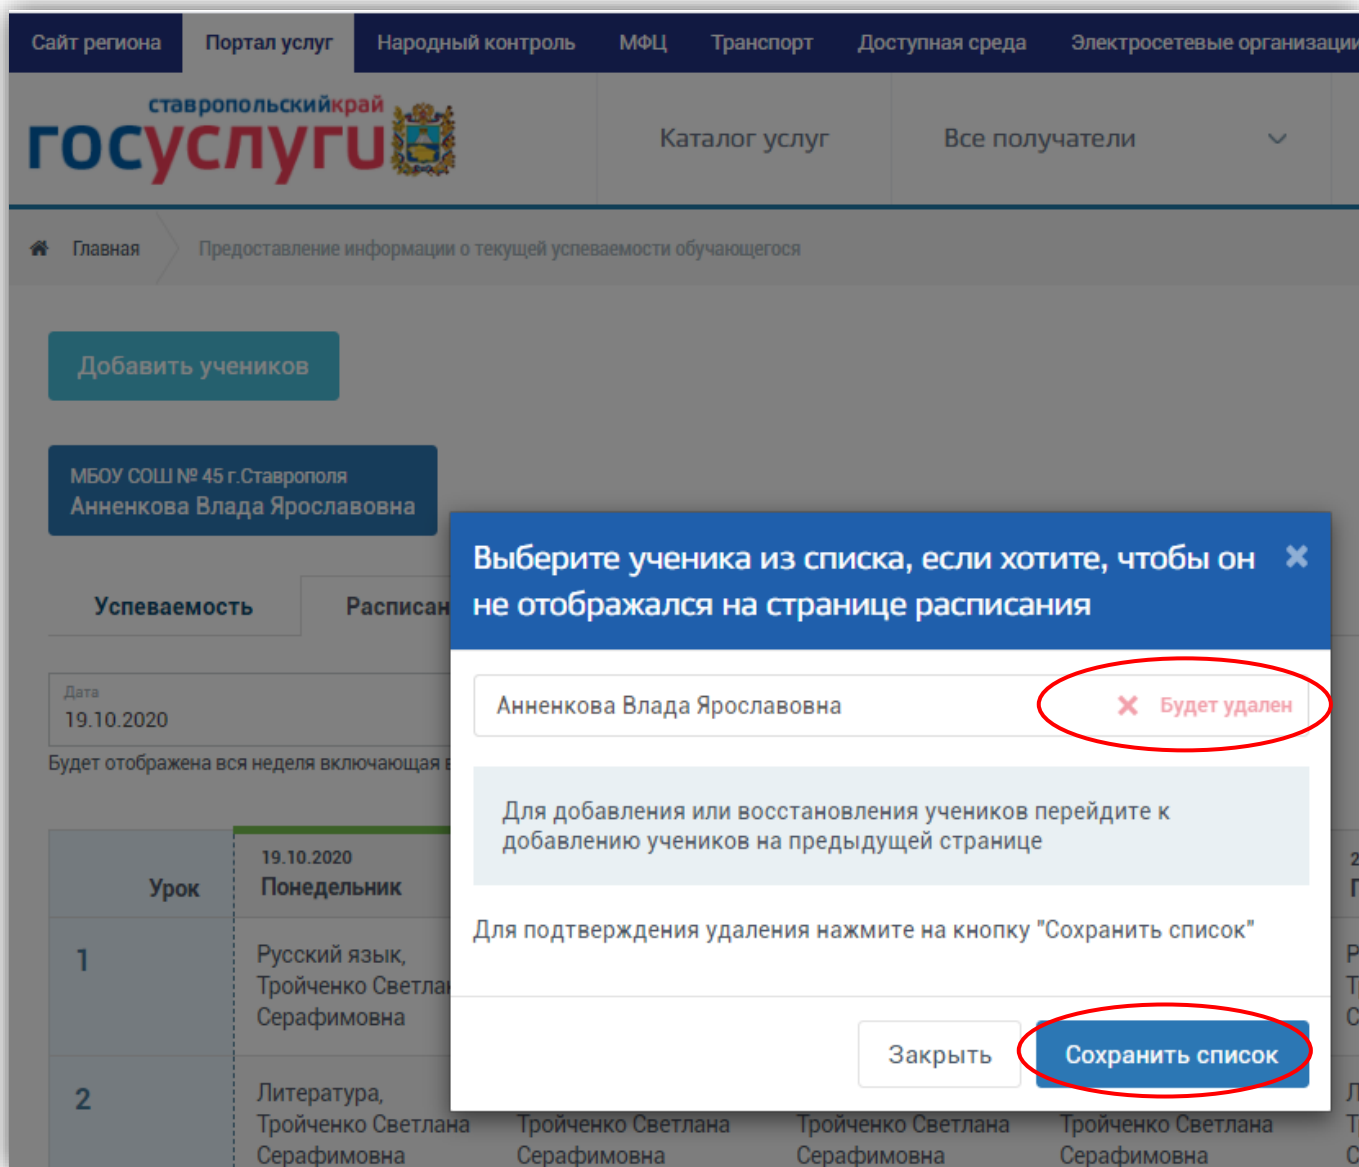 Сайт региона Портал услуг Народный контроль МФЦ Транспорт Доступная среда Электросетевые организации
ставропольскийкрай
госуслуги
Каталог услуг Все получатели
Главная Предоставление информации о текущей успеваемости обучающегося
Добавить учеников
МБОУ СОШ № 45 г.Ставрополя
Анненкова Влада Ярославовна
Выберите ученика из списка, если хотите, чтобы он
не отображался на странице расписания
Успеваемость Расписан
Анненкова Влада Ярославовна Будет удален
Дата
19.10.2020
Будет отображена вся неделя включающая в
Для добавления или восстановления учеников перейдите к
добавлению учеников на предыдущей странице
Для подтверждения удаления нажмите на кнопку "Сохранить список"
Закрыть Сохранить список
19.10.2020
Урок Понедельник
1 Русский язык,
Тройченко Светла
Серафимовна
2 Литература,
Тройченко Светлана Тройченко Светлана Тройченко Светлана Тройченко Светлана
Серафимовна Серафимовна Серафимовна Серафимовна